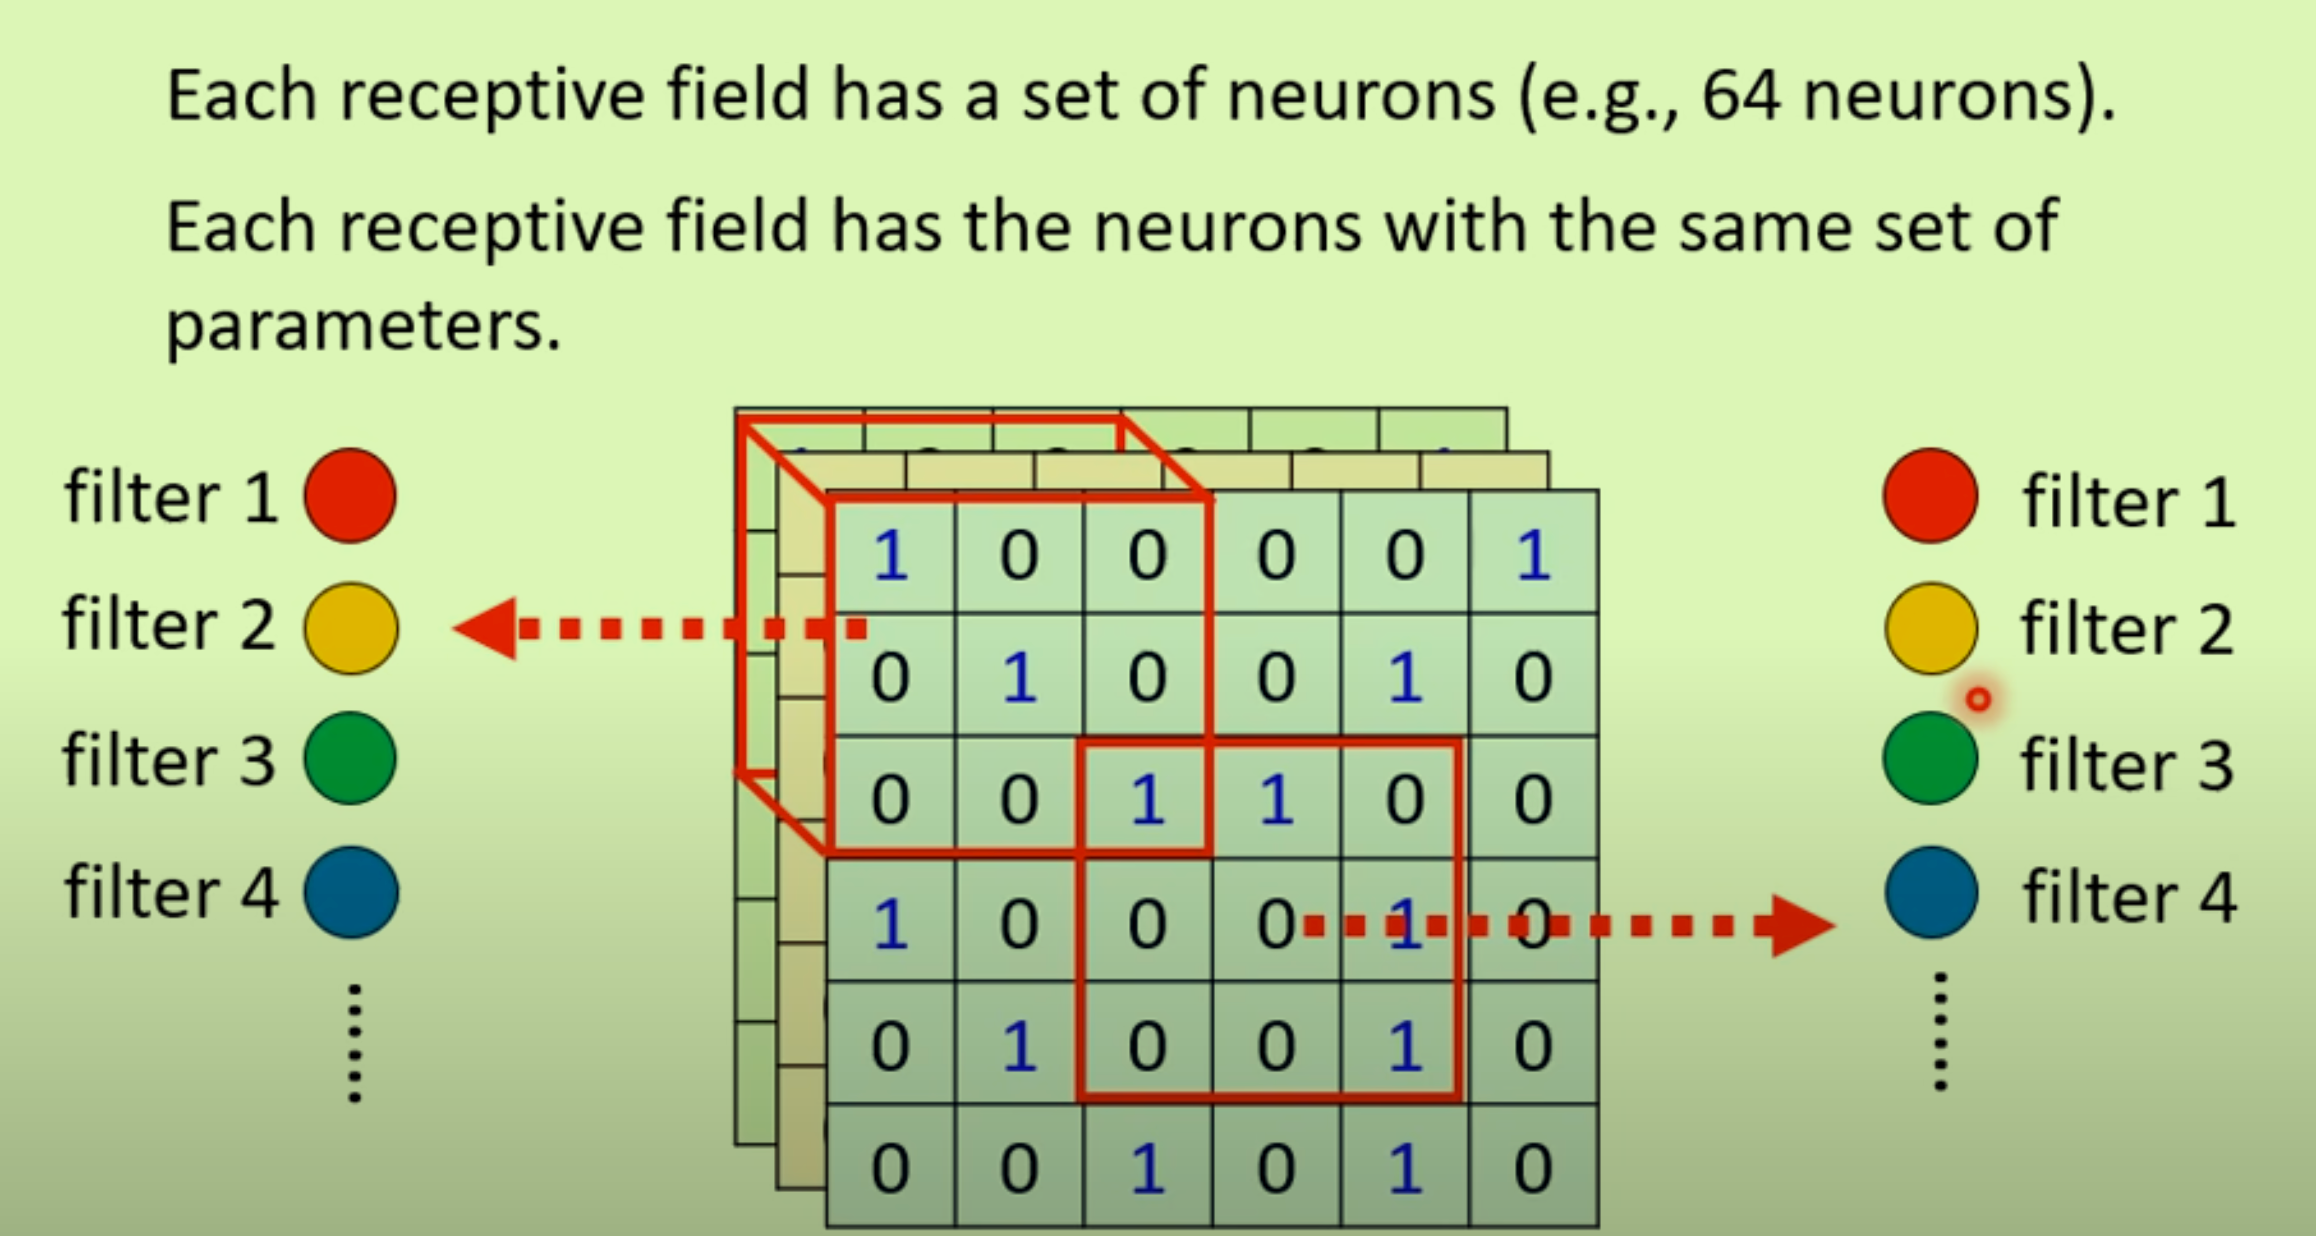 Each receptive field has a set of neurons (e.g., 64 neurons).
Each receptive field has the neurons with the same set of
parameters.
filter 1
filter 2
filter 3
filter 4
1 0 0 0 0 1
0 1 0 0 1 0
0 0 1 1 0 0
1 0 0 0 1 0
0 1 0 0 1 0
0 0 1 0 1 0
filter 1
filter 2
filter 3
filter 4